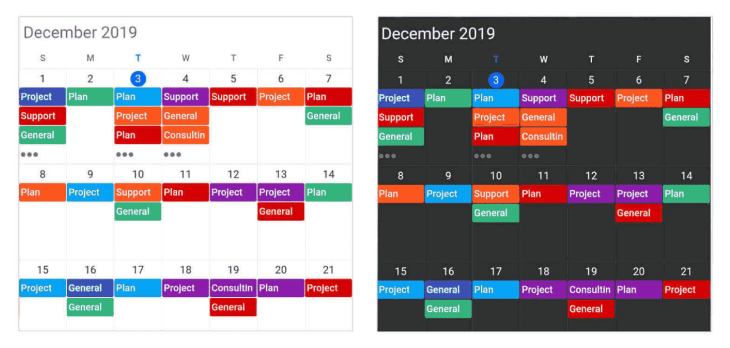 December 2019
S M T W T F S
1 2 3 4 5 6 7
Project Plan Plan Support Support Project Plan
Support Project General General
General Plan Consultin
8 9 10 11 12 13 14
Plan Project Support Plan Project Project Plan
General General
15 16 17 18 19 20 21
Project General Plan Project Consultin Plan Project
General General
December 2019
S M T W T F S
1 2 3 4 5 6 7
Project Plan Plan Support Support Project Plan
Support Project General General
General Plan Consultin
8 9 10 11 12 13 14
Plan Project Support Plan Project Project Plan
General General
15 16 17 18 19 20 21
Project General Plan Project Consultin Plan Project
General General